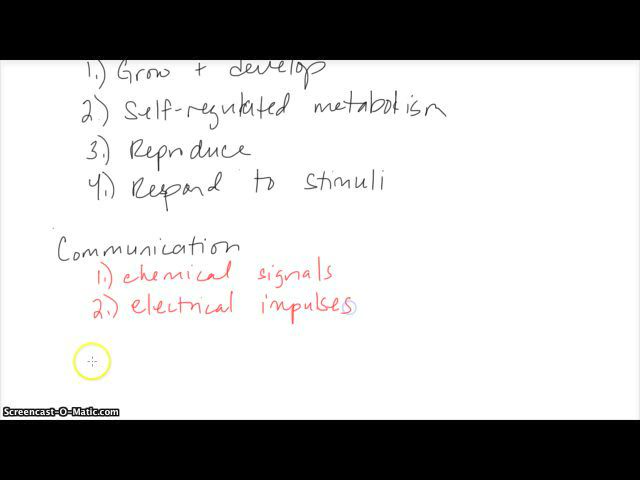 1.) Grow + develop
2.) Self-regulated metabolism
3.) Reproduce
4.) Respond to stimuli
Communication
1.) chemical signals
2.) electrical impulses
Screencast-O-Matic.com